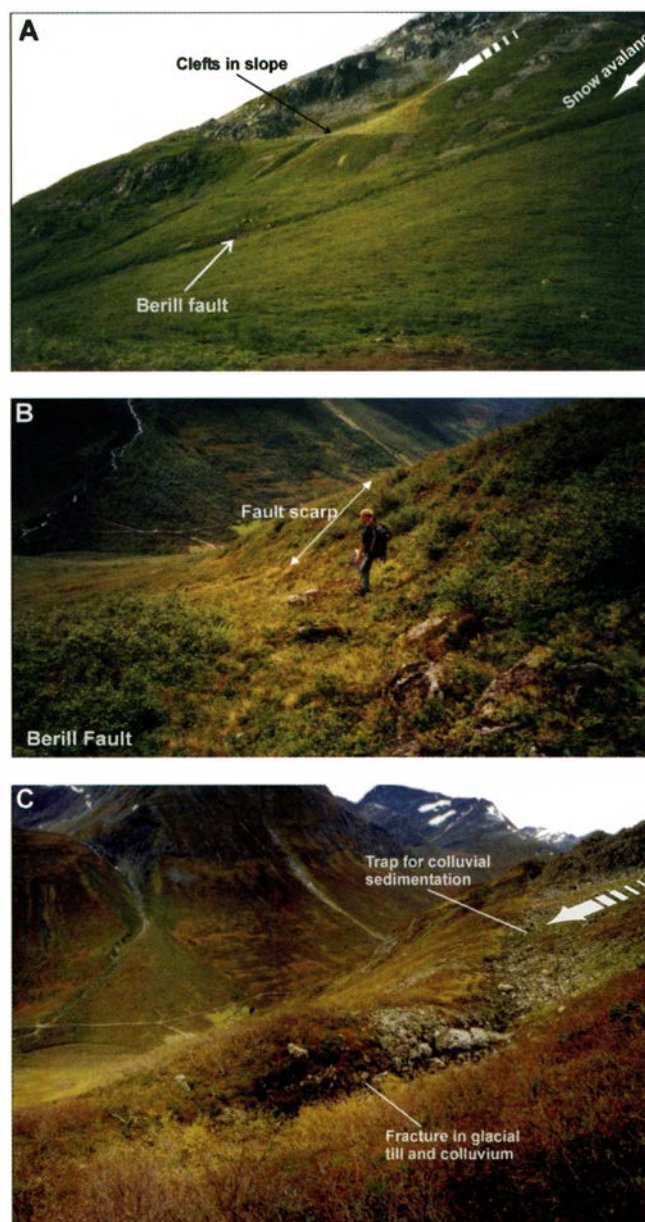 A
Clefts in slope
Snow avalanc
Berill fault
B
Fault scarp
Berill Fault
C
Trap for colluvial
sedimentation
Fracture in glacial
till and colluvium